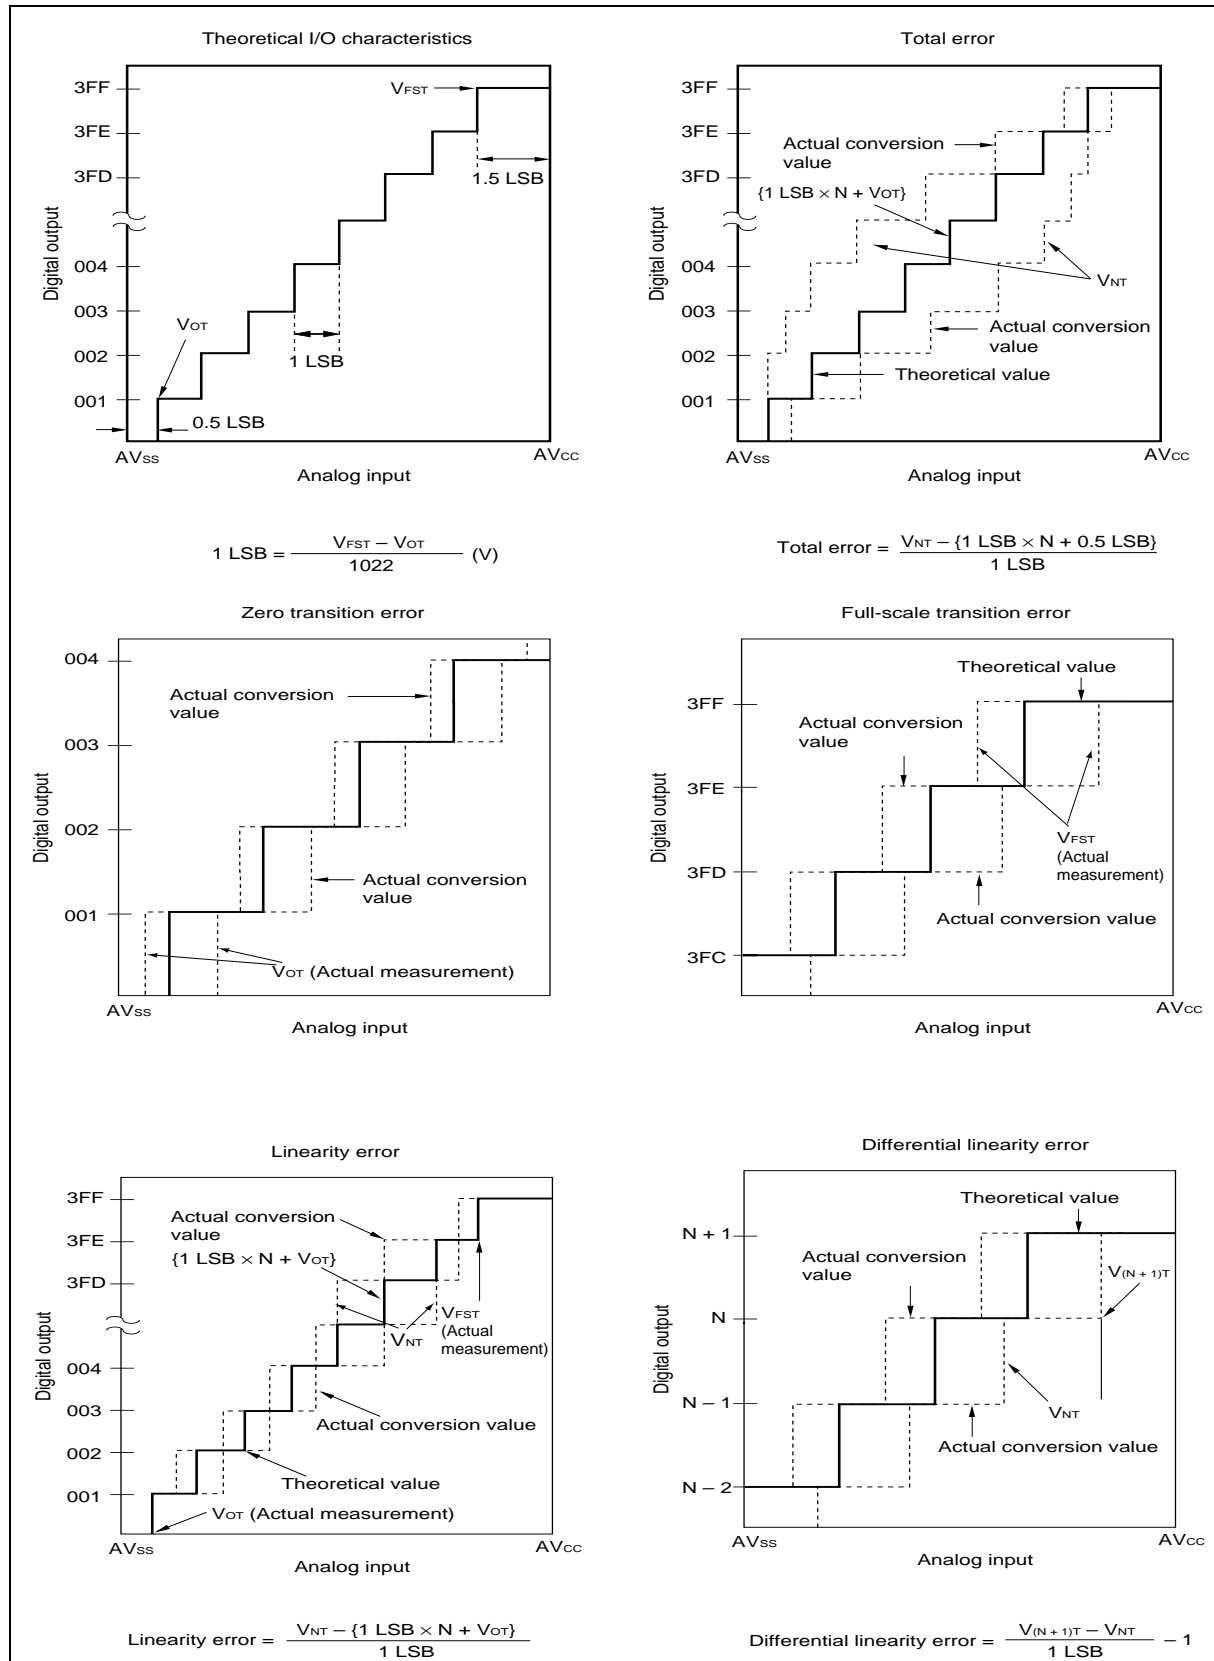 Theoretical I/O characteristics
3FF
3FE
3FD
004
003
002
001
Digital output
VFST
1.5 LSB
VOT
1 LSB
0.5 LSB
AVSS
AVCC
Analog input
1 LSB = VFST – VOT / 1022 (V)
Total error
3FF
3FE
3FD
004
003
002
001
Digital output
Actual conversion
value
{1 LSB × N + VOT}
VNT
Actual conversion
value
Theoretical value
AVSS
AVCC
Analog input
Total error = VNT – {1 LSB × N + 0.5 LSB} / 1 LSB
Zero transition error
004
003
002
001
Digital output
Actual conversion
value
Actual conversion
value
VOT (Actual measurement)
AVSS
Analog input
Full-scale transition error
3FF
3FE
3FD
3FC
Digital output
Theoretical value
Actual conversion
value
VFST
(Actual
measurement)
Actual conversion value
AVCC
Analog input
Linearity error
3FF
3FE
3FD
004
003
002
001
Digital output
Actual conversion
value
{1 LSB × N + VOT}
VNT
VFST
(Actual
measurement)
Actual conversion value
Theoretical value
VOT (Actual measurement)
AVSS
AVCC
Analog input
Linearity error = VNT – {1 LSB × N + VOT} / 1 LSB
Differential linearity error
N + 1
N
N – 1
N – 2
Digital output
Theoretical value
Actual conversion
value
V(N + 1)T
VNT
Actual conversion value
AVSS
AVCC
Analog input
Differential linearity error = V(N + 1)T – VNT / 1 LSB – 1